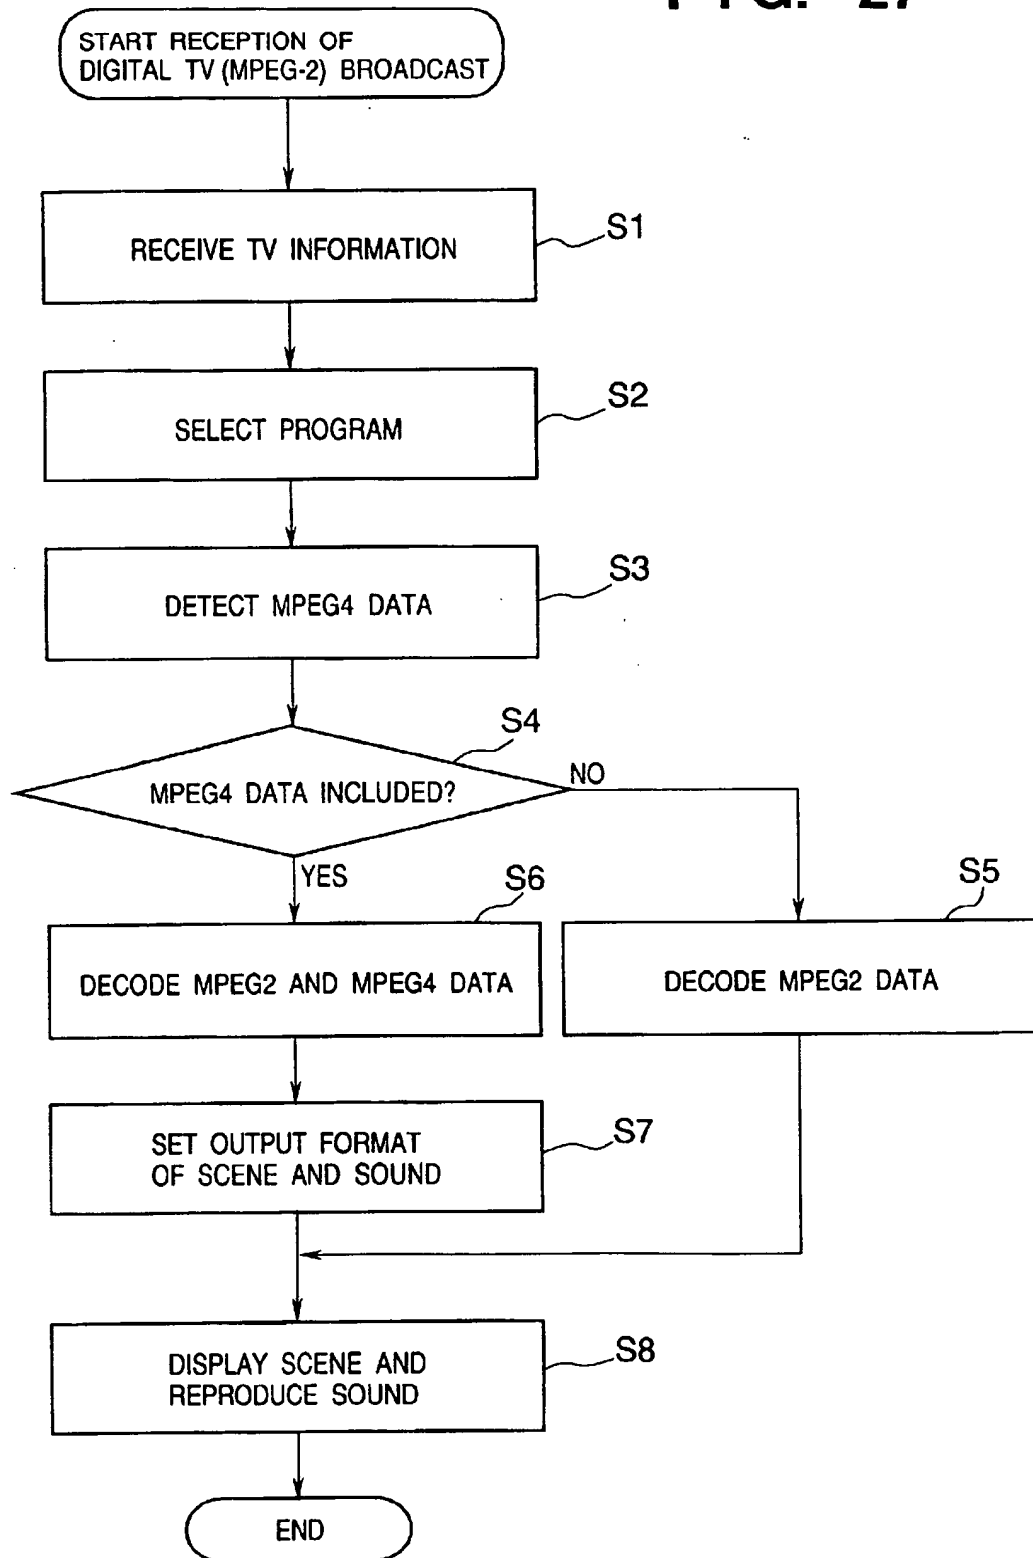 FIG. 27
START RECEPTION OF
DIGITAL TV (MPEG-2) BROADCAST
RECEIVE TV INFORMATION
S1
SELECT PROGRAM
S2
DETECT MPEG4 DATA
S3
S4
MPEG4 DATA INCLUDED?
NO
YES
S6
S5
DECODE MPEG2 AND MPEG4 DATA
DECODE MPEG2 DATA
SET OUTPUT FORMAT
OF SCENE AND SOUND
S7
DISPLAY SCENE AND
REPRODUCE SOUND
S8
END